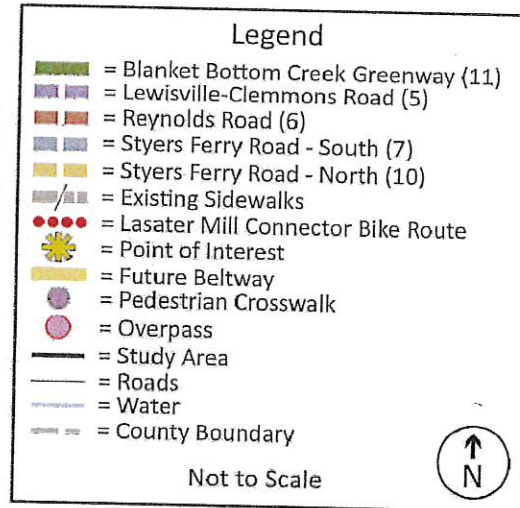 Legend
= Blanket Bottom Creek Greenway (11)
= Lewisville-Clemmons Road (5)
= Reynolds Road (6)
= Styers Ferry Road - South (7)
= Styers Ferry Road - North (10)
= Existing Sidewalks
= Lasater Mill Connector Bike Route
= Point of Interest
= Future Beltway
= Pedestrian Crosswalk
= Overpass
= Study Area
= Roads
= Water
= County Boundary
Not to Scale
N